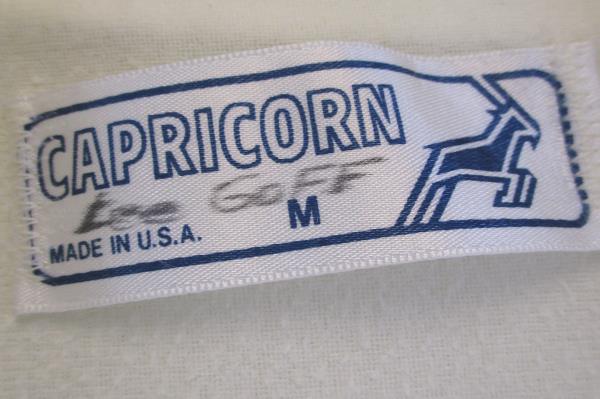 CAPRICORN
Lee GOFF
M
MADE IN U.S.A.